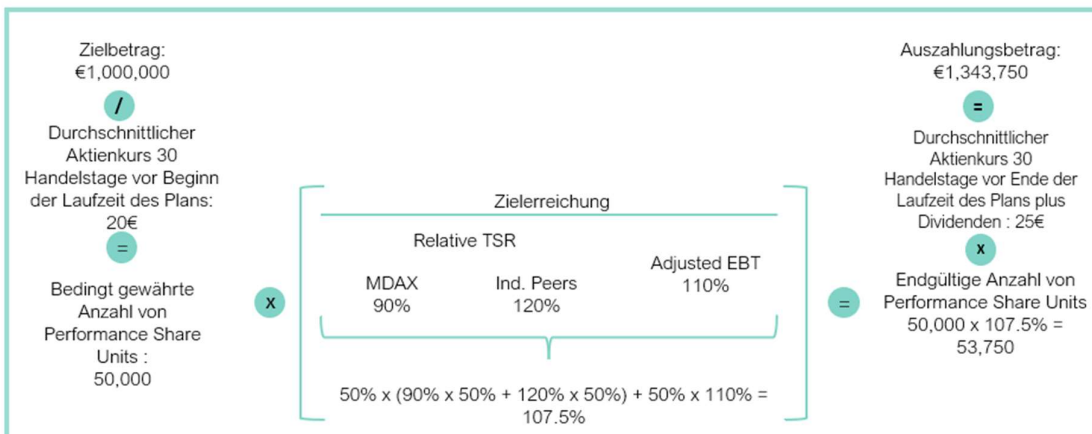 Zielbetrag:
€1,000,000
/
Durchschnittlicher
Aktienkurs 30
Handelstage vor Beginn
der Laufzeit des Plans:
20€
=
Bedingt gewährte
Anzahl von
Performance Share
Units :
50,000
x
Zielerreichung
Relative TSR
MDAX
90%
Ind. Peers
120%
Adjusted EBT
110%
50% x (90% x 50% + 120% x 50%) + 50% x 110% =
107.5%
=
Auszahlungsbetrag:
€1,343,750
=
Durchschnittlicher
Aktienkurs 30
Handelstage vor Ende der
Laufzeit des Plans plus
Dividenden : 25€
x
Endgültige Anzahl von
Performance Share Units
50,000 x 107.5% =
53,750